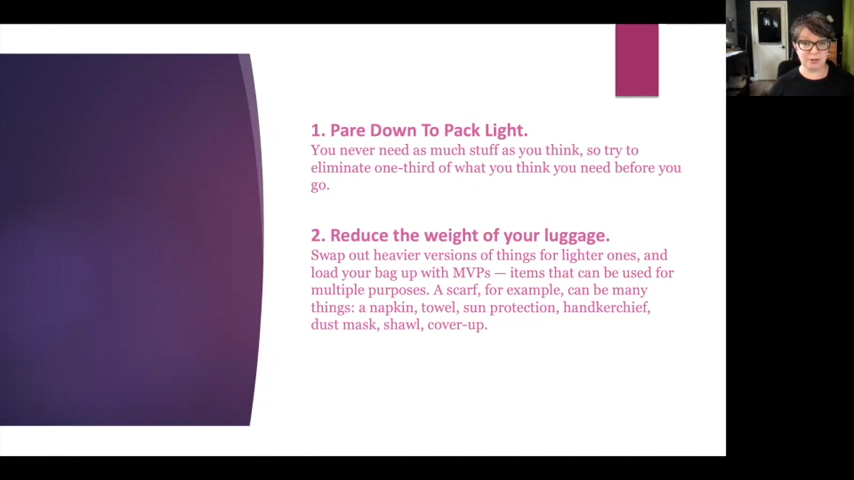 1. Pare Down To Pack Light.
You never need as much stuff as you think, so try to
eliminate one-third of what you think you need before you
go.
2. Reduce the weight of your luggage.
Swap out heavier versions of things for lighter ones, and
load your bag up with MVPs — items that can be used for
multiple purposes. A scarf, for example, can be many
things: a napkin, towel, sun protection, handkerchief,
dust mask, shawl, cover-up.